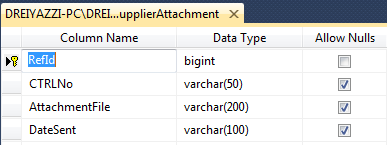 DREIYAZZI-PC\DREI...upplierAttachment
Column Name Data Type Allow Nulls
RefId bigint
CTRLNo varchar(50)
AttachmentFile varchar(200)
DateSent varchar(100)